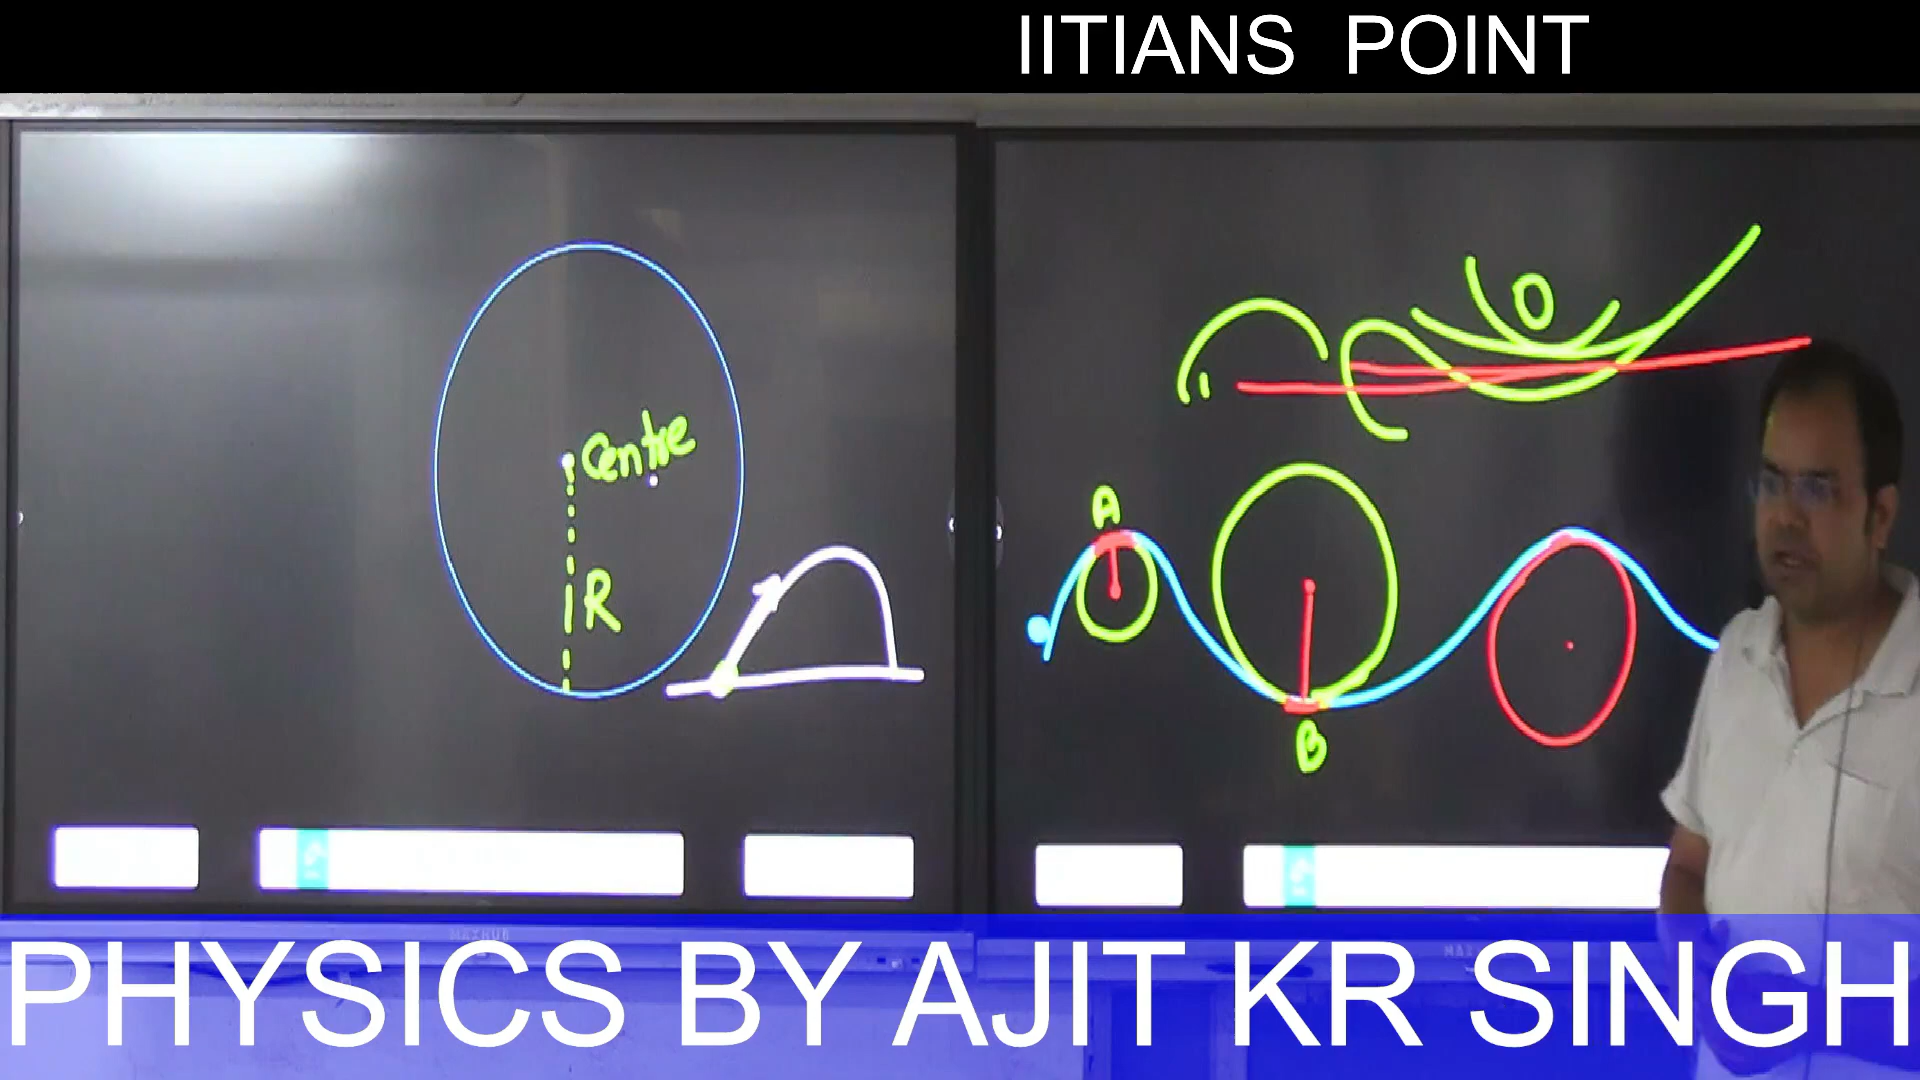 IITIANS POINT
Centre
R
A
B
PHYSICS BY AJIT KR SINGH